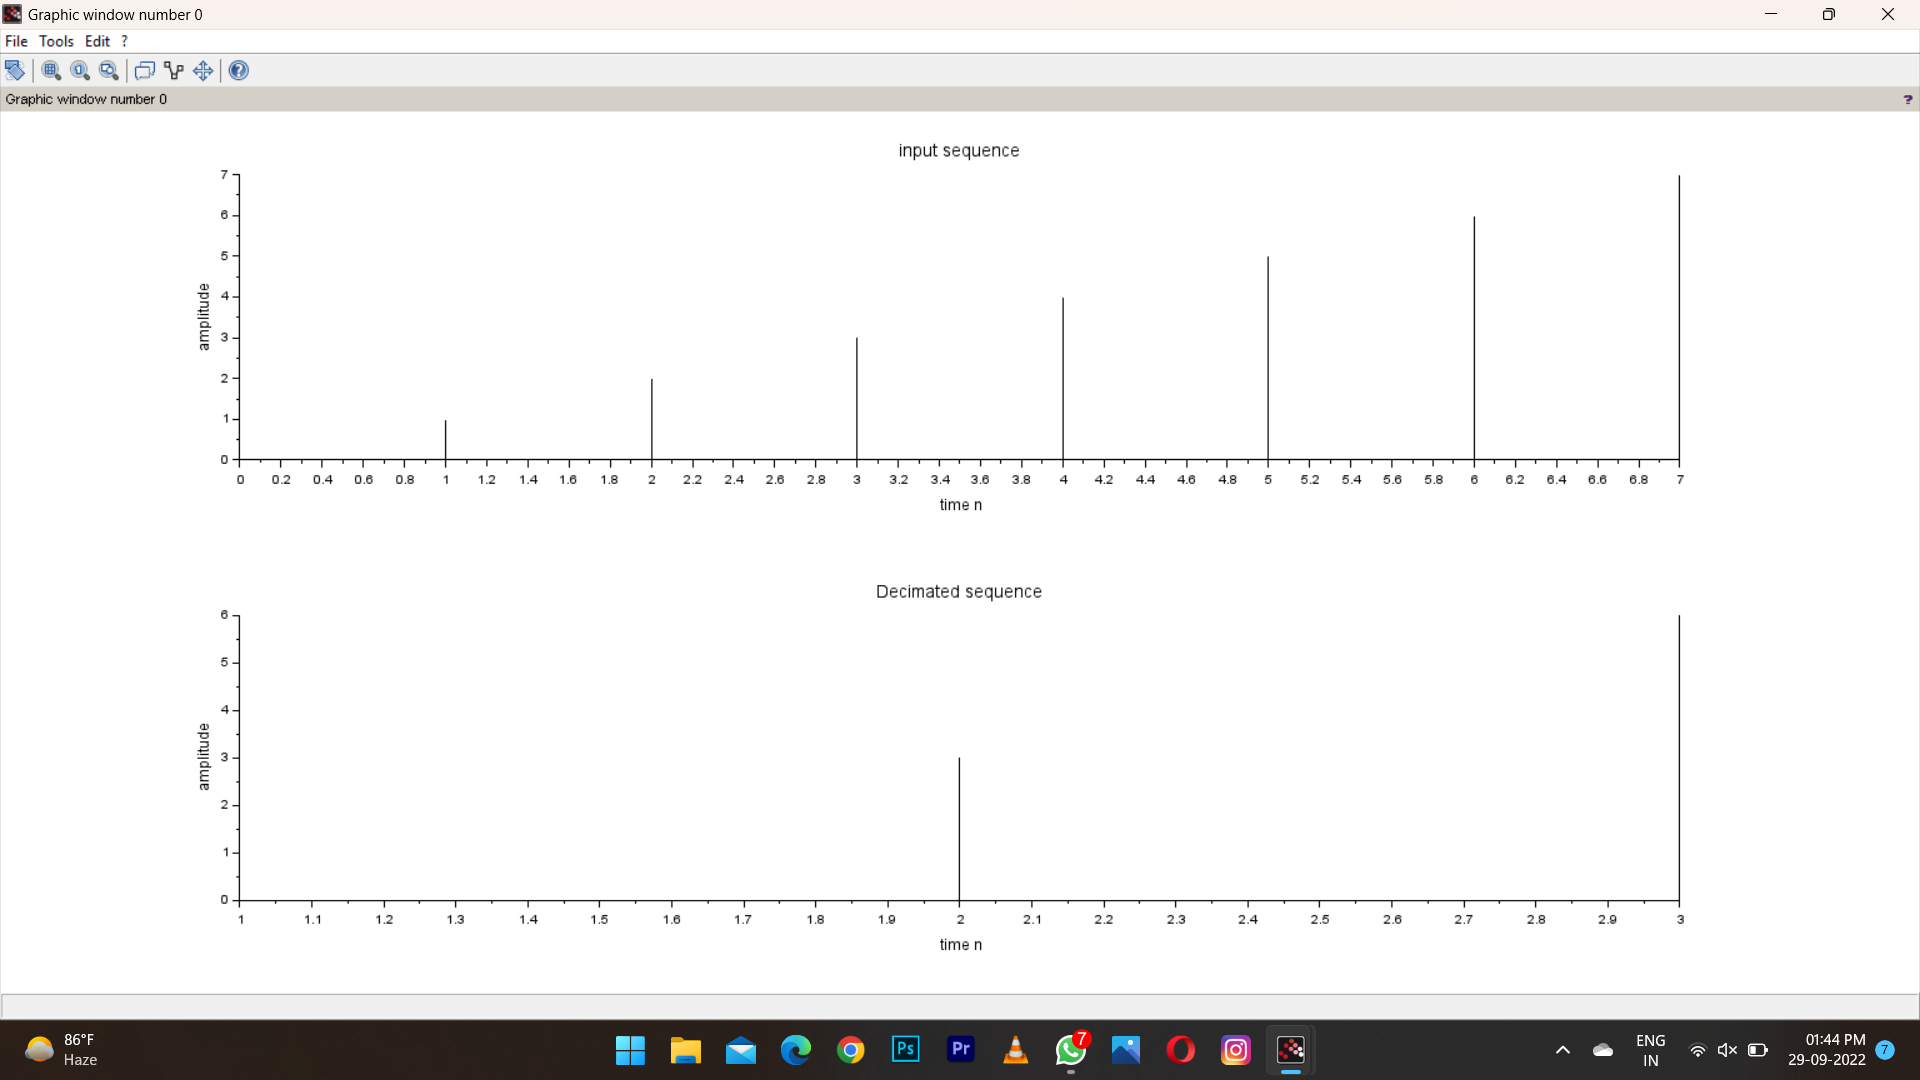 Graphic window number 0
File Tools Edit ?
Graphic window number 0 ?
input sequence
7
6
5
4
3
2
1
0
amplitude
0 0.2 0.4 0.6 0.8 1 1.2 1.4 1.6 1.8 2 2.2 2.4 2.6 2.8 3 3.2 3.4 3.6 3.8 4 4.2 4.4 4.6 4.8 5 5.2 5.4 5.6 5.8 6 6.2 6.4 6.6 6.8 7
time n
Decimated sequence
6
5
4
3
2
1
0
amplitude
1 1.1 1.2 1.3 1.4 1.5 1.6 1.7 1.8 1.9 2 2.1 2.2 2.3 2.4 2.5 2.6 2.7 2.8 2.9 3
time n
86°F
Haze
Ps
Pr
7
ENG
IN
01:44 PM
29-09-2022
7